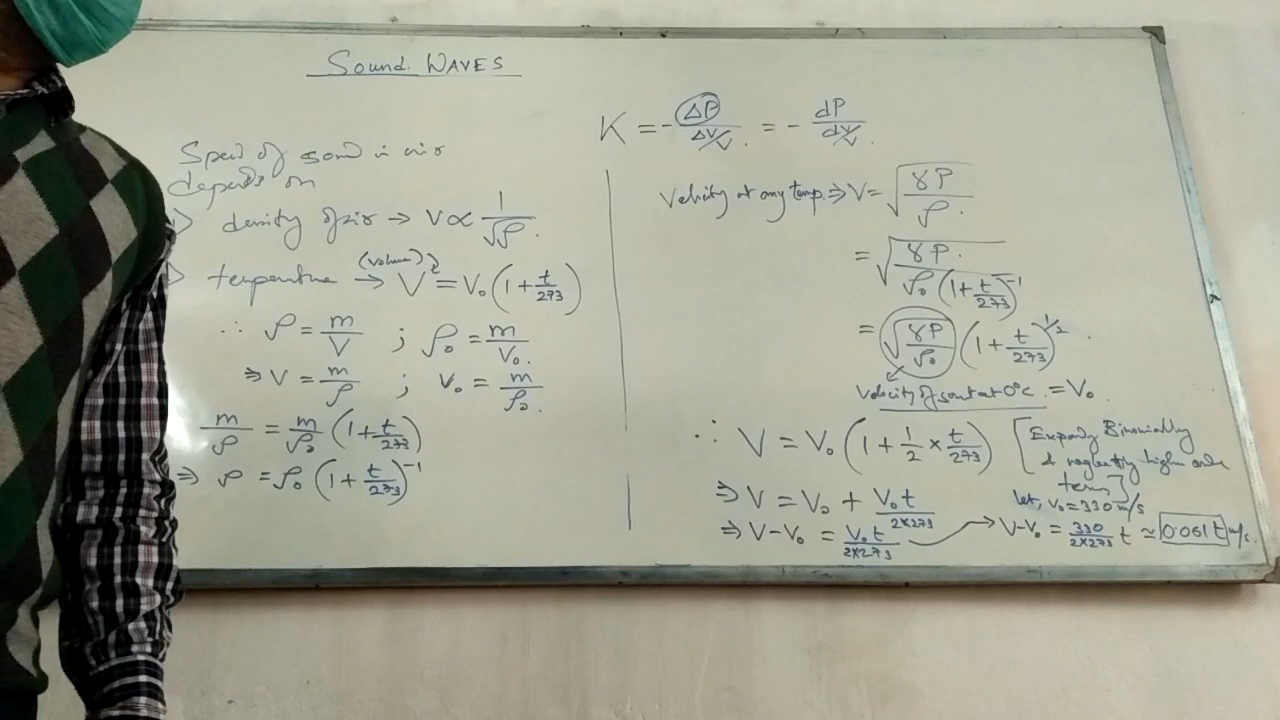 Sound. WAVES
K = - ΔP / ΔV/V. = - dP / dV/V.
Speed of sound in air
depends on
> density of air → V ∝ 1/√ρ.
> temperature → (volume) V = V₀(1 + t/273)
∴ ρ = m/V ; ρ₀ = m/V₀.
⇒ V = m/ρ ; V₀ = m/ρ₀.
m/ρ = m/ρ₀ (1 + t/273)
⇒ ρ = ρ₀ (1 + t/273)⁻¹
Velocity at any temp. ⇒ V = √(γP/ρ.)
= √(γP. / ρ₀(1 + t/273)⁻¹)
= √(γP/ρ₀) (1 + t/273)^1/2.
Velocity of sound at 0°c. = V₀.
∴ V = V₀ (1 + 1/2 × t/273) [Expandg Binomially
& neglecting higher order
terms]
⇒ V = V₀ + V₀t / 2×273
let, V₀ = 330 m/s
⇒ V - V₀ = V₀t / 2×273 → V - V₀ = 330 / 2×273 t ≃ 0.061 t m/s.